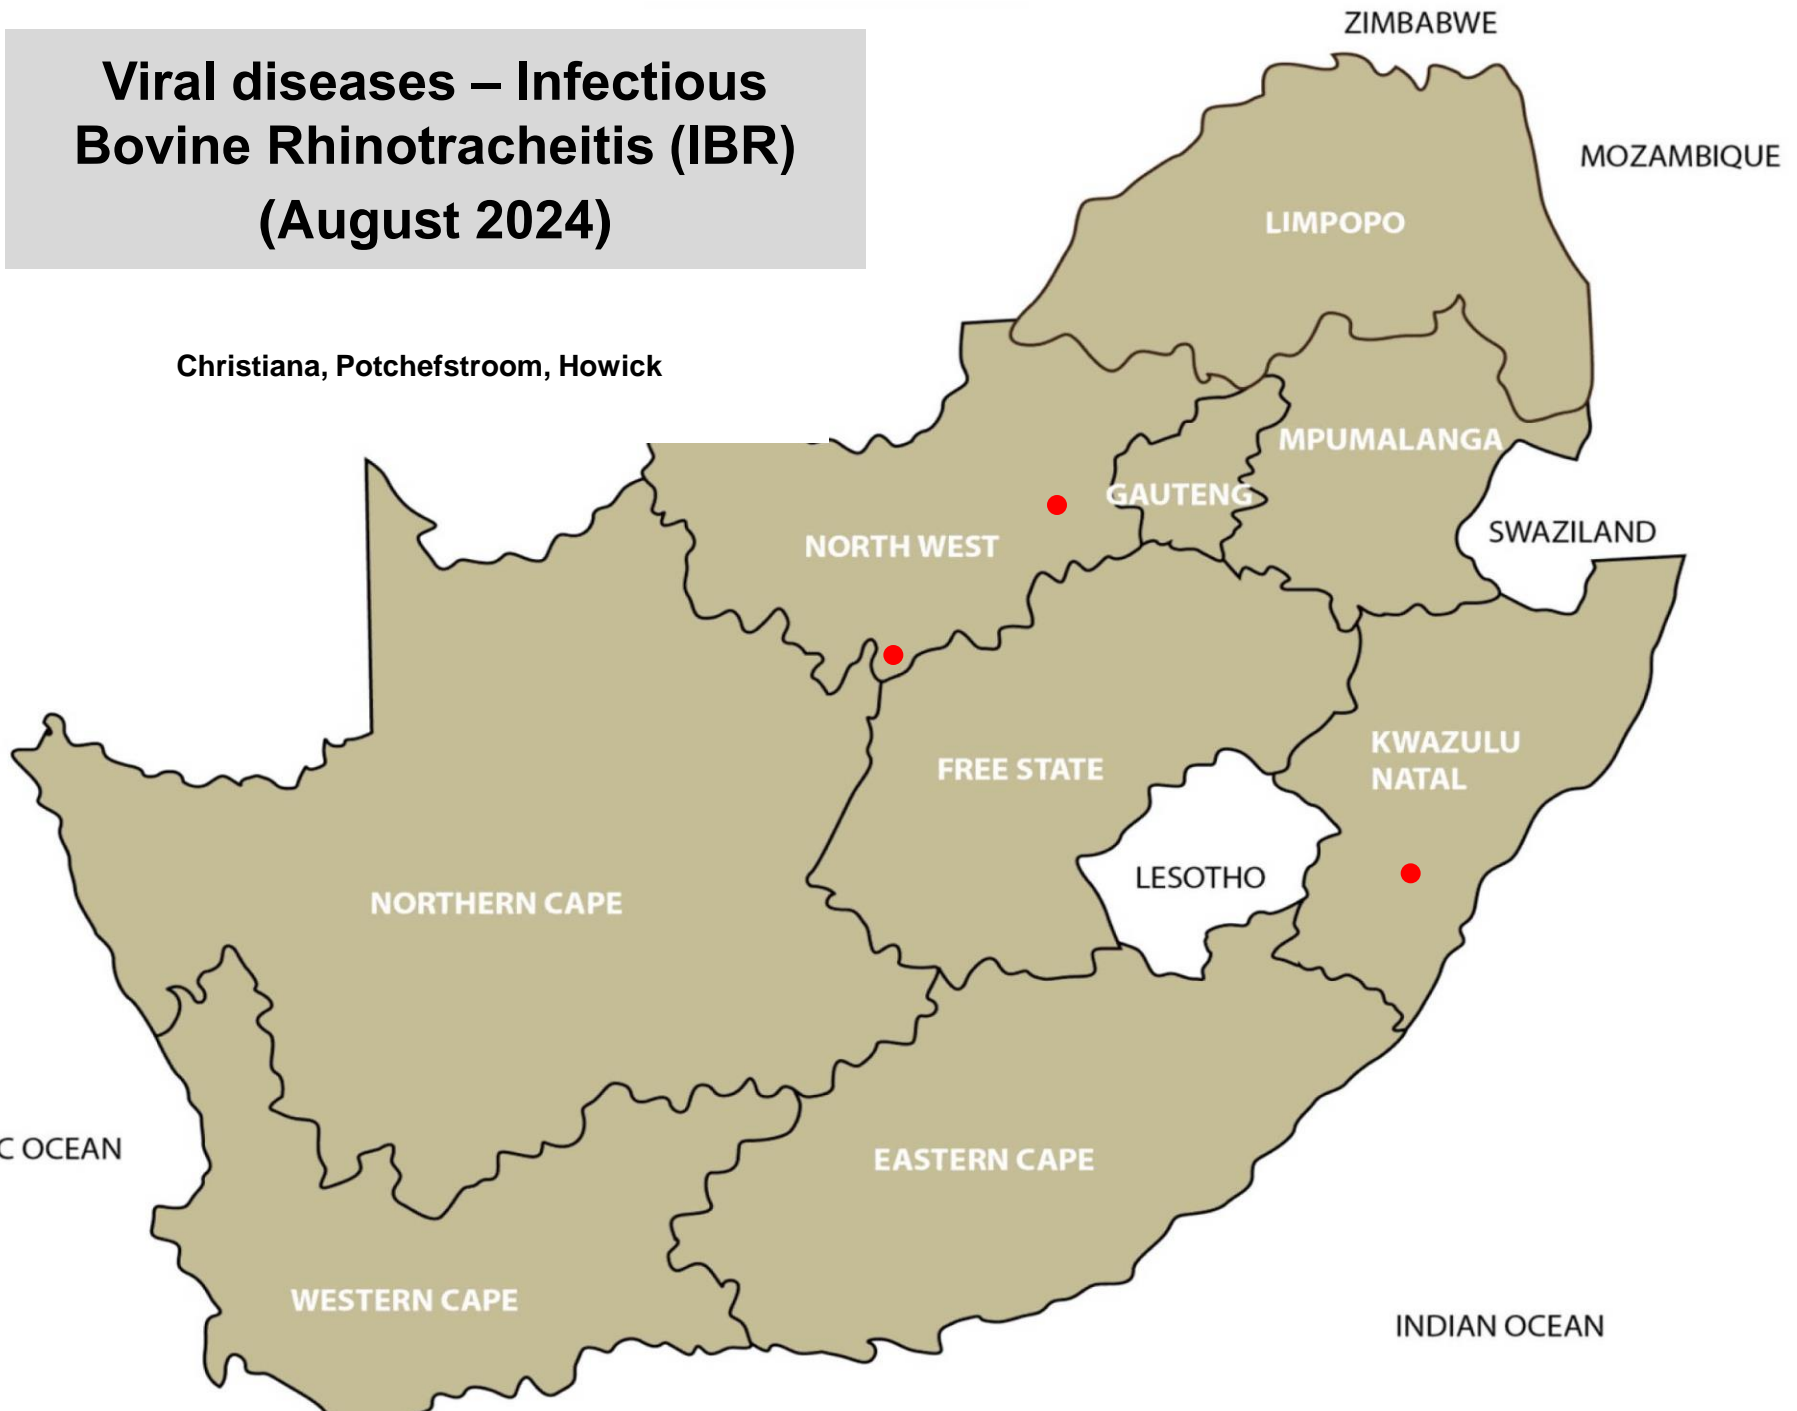 Viral diseases – Infectious
Bovine Rhinotracheitis (IBR)
(August 2024)
Christiana, Potchefstroom, Howick
ZIMBABWE
MOZAMBIQUE
LIMPOPO
MPUMALANGA
GAUTENG
SWAZILAND
NORTH WEST
KWAZULU
NATAL
FREE STATE
LESOTHO
NORTHERN CAPE
C OCEAN
EASTERN CAPE
WESTERN CAPE
INDIAN OCEAN